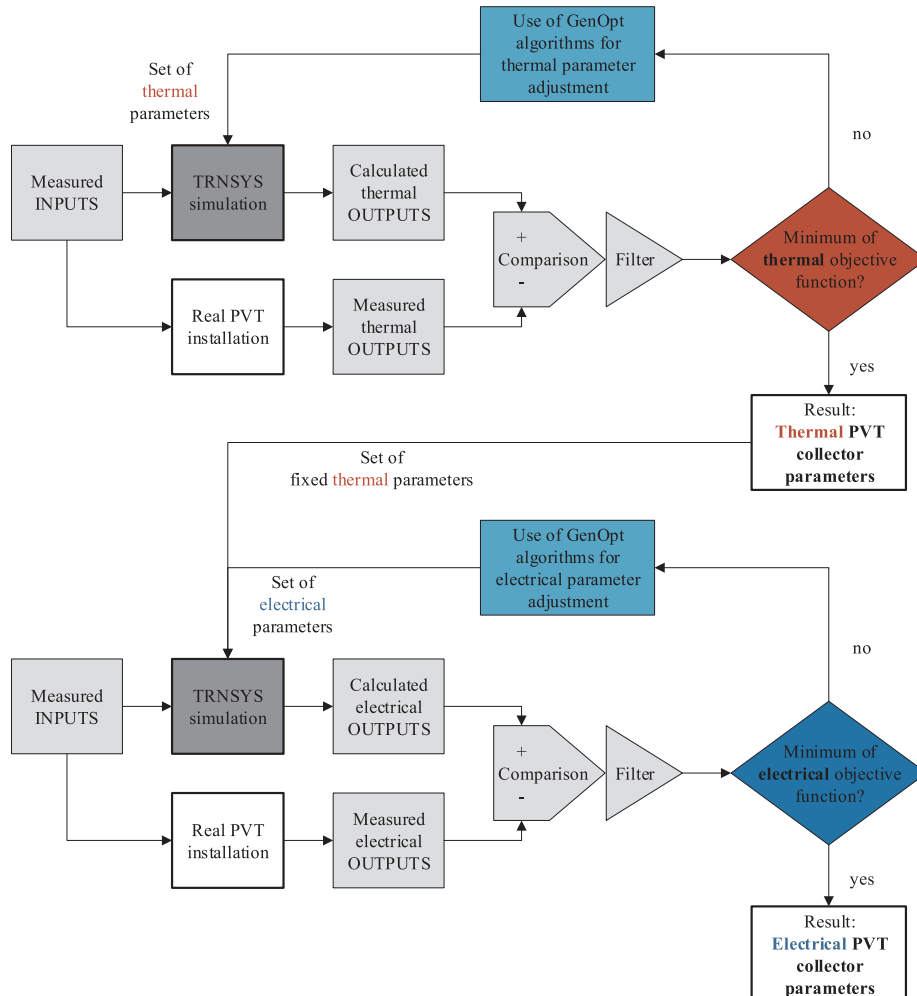 Use of GenOpt
algorithms for
thermal parameter
adjustment
Set of
thermal
parameters
no
Measured
INPUTS
TRNSYS
simulation
Calculated
thermal
OUTPUTS
+
Comparison
-
Filter
Minimum of
thermal objective
function?
Real PVT
installation
Measured
thermal
OUTPUTS
yes
Result:
Thermal PVT
collector
parameters
Set of
fixed thermal parameters
Use of GenOpt
algorithms for
electrical parameter
adjustment
Set of
electrical
parameters
no
Measured
INPUTS
TRNSYS
simulation
Calculated
electrical
OUTPUTS
+
Comparison
-
Filter
Minimum of
electrical objective
function?
Real PVT
installation
Measured
electrical
OUTPUTS
yes
Result:
Electrical PVT
collector
parameters